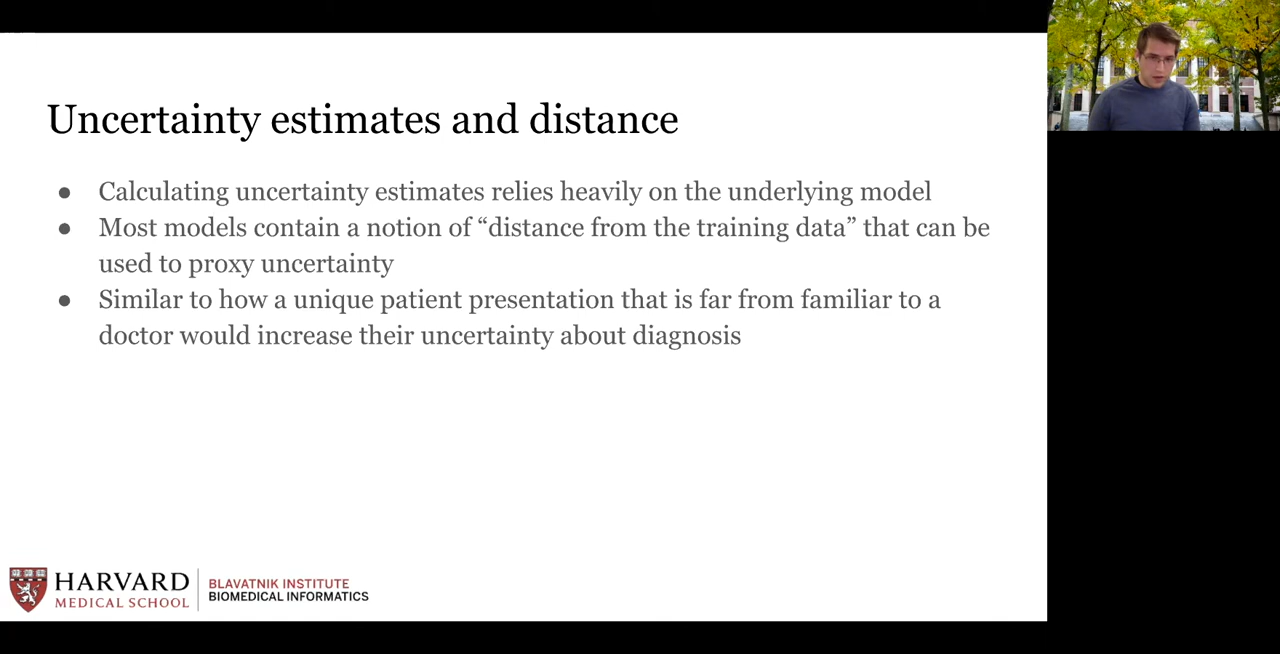 Uncertainty estimates and distance
● Calculating uncertainty estimates relies heavily on the underlying model
● Most models contain a notion of “distance from the training data” that can be
used to proxy uncertainty
● Similar to how a unique patient presentation that is far from familiar to a
doctor would increase their uncertainty about diagnosis
HARVARD
MEDICAL SCHOOL
BLAVATNIK INSTITUTE
BIOMEDICAL INFORMATICS